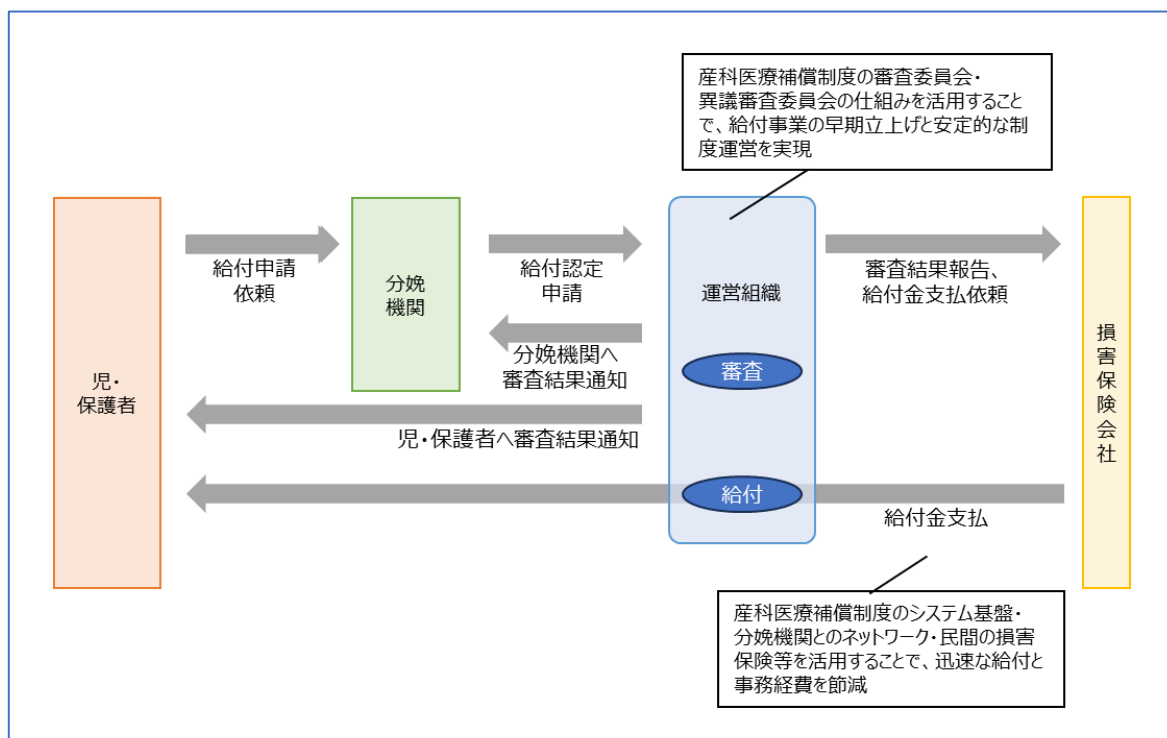 産科医療補償制度の審査委員会・
異議審査委員会の仕組みを活用すること
で、給付事業の早期立上げと安定的な制
度運営を実現
児・
保護者
給付申請
依頼
分娩
機関
給付認定
申請
運営組織
審査結果報告、
給付金支払依頼
損害保険会社
分娩機関へ
審査結果通知
審査
児・保護者へ審査結果通知
給付
給付金支払
産科医療補償制度のシステム基盤・
分娩機関とのネットワーク・民間の損害
保険等を活用することで、迅速な給付と
事務経費を節減